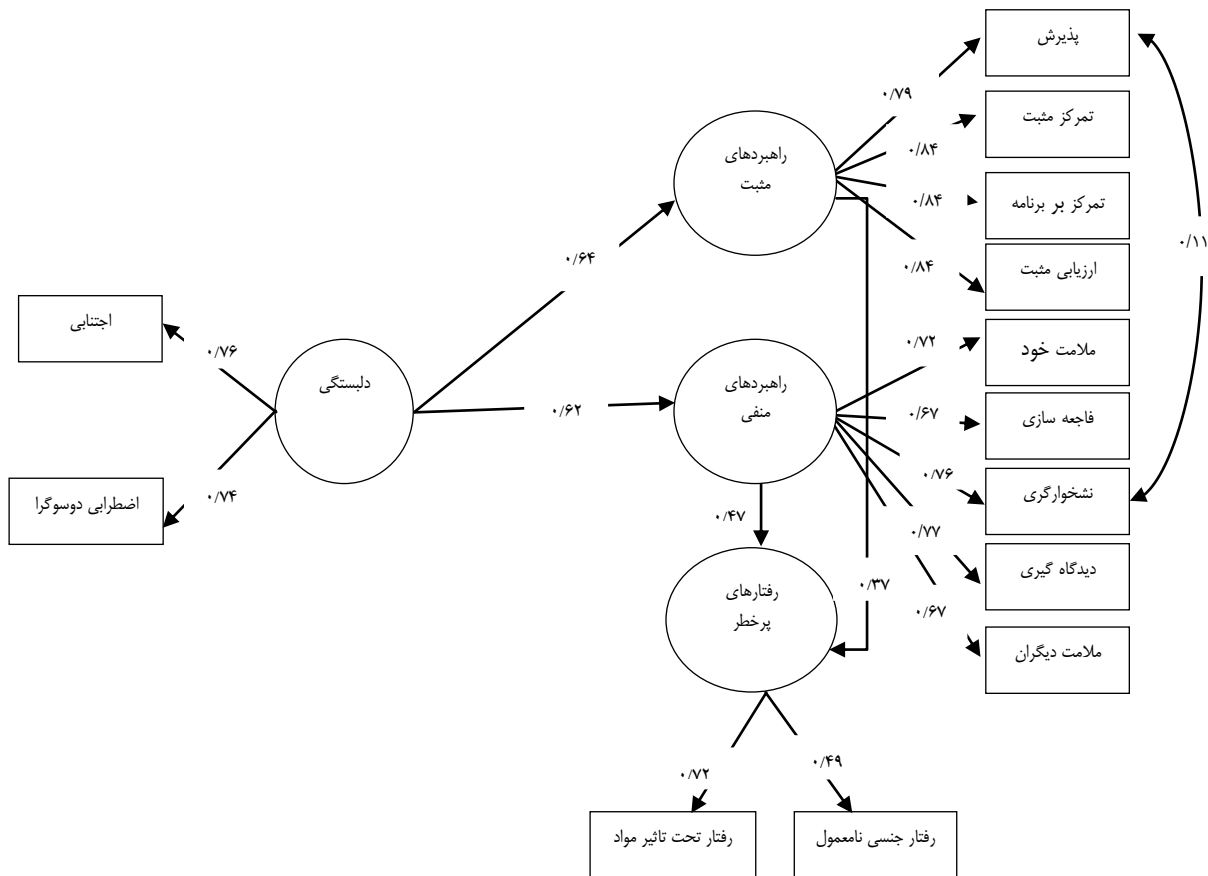 پذیرش
۰/۷۹
تمرکز مثبت
راهبردهای
مثبت
۰/۸۴
تمرکز بر برنامه
۰/۸۴
۰/۱۱
۰/۶۴
ارزیابی مثبت
۰/۸۴
اجتنابی
ملامت خود
۰/۷۲
۰/۷۶
دلبستگی
راهبردهای
منفی
۰/۶۲
فاجعه سازی
۰/۶۷
نشخوارگری
۰/۷۶
اضطرابی دوسوگرا
۰/۷۴
۰/۴۷
۰/۷۷
دیدگاه گیری
۰/۳۷
رفتارهای
پرخطر
۰/۶۷
ملامت دیگران
۰/۷۲
۰/۴۹
رفتار جنسی نامعمول
رفتار تحت تاثیر مواد